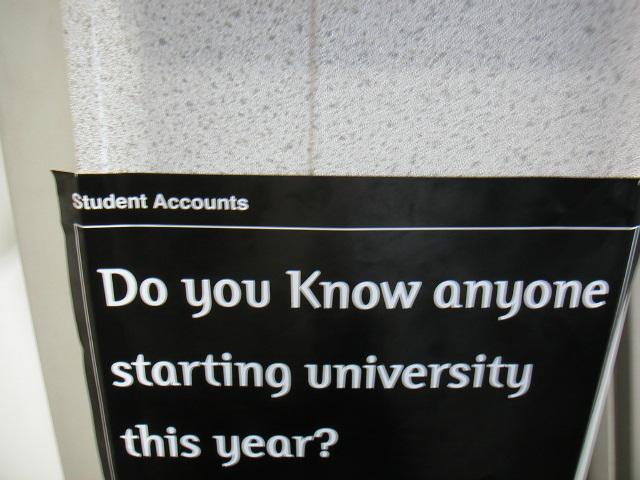 Student Accounts
Do you Know anyone
starting university
this year?